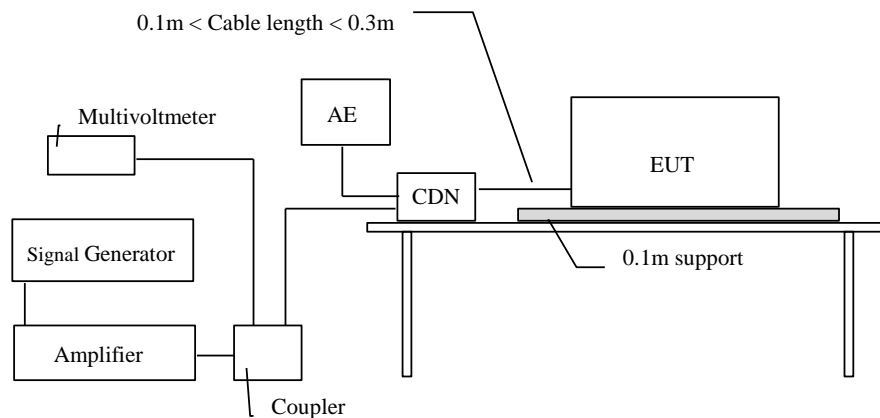 0.1m < Cable length < 0.3m
AE
Multivoltmeter
EUT
CDN
Signal Generator
0.1m support
Amplifier
Coupler